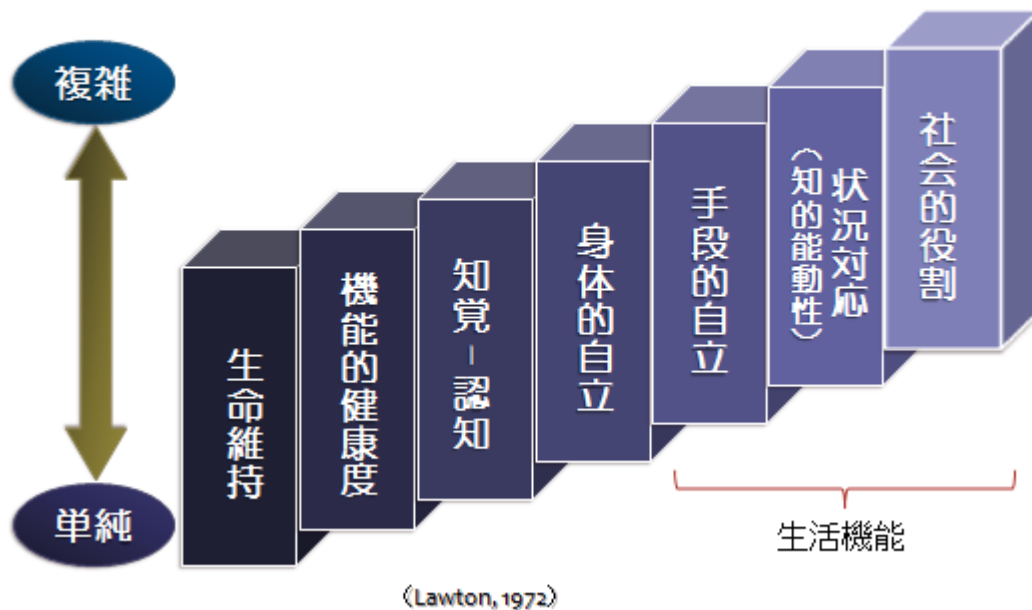 複雑
単純
生命維持
機能的健康度
知覚－認知
身体的自立
手段的自立
状況対応
（知的能動性）
社会的役割
生活機能
（Lawton, 1972）